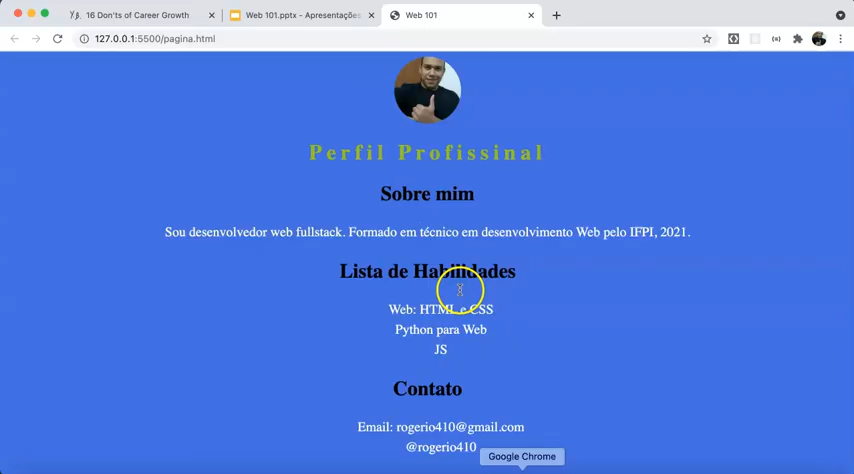 16 Don'ts of Career Growth
Web 101.pptx - Apresentações
Web 101
127.0.0.1:5500/pagina.html
Perfil Profissinal
Sobre mim
Sou desenvolvedor web fullstack. Formado em técnico em desenvolvimento Web pelo IFPI, 2021.
Lista de Habilidades
Web: HTML e CSS
Python para Web
JS
Contato
Email: rogerio410@gmail.com
@rogerio410
Google Chrome